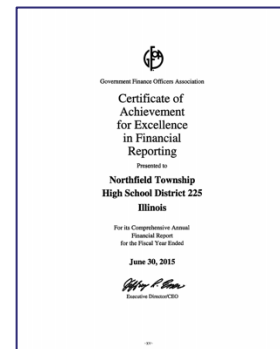 Government Finance Officers Association
Certificate of
Achievement
for Excellence
in Financial
Reporting
Presented to
Northfield Township
High School District 225
Illinois
For its Comprehensive Annual
Financial Report
for the Fiscal Year Ended
June 30, 2015
Executive Director/CEO